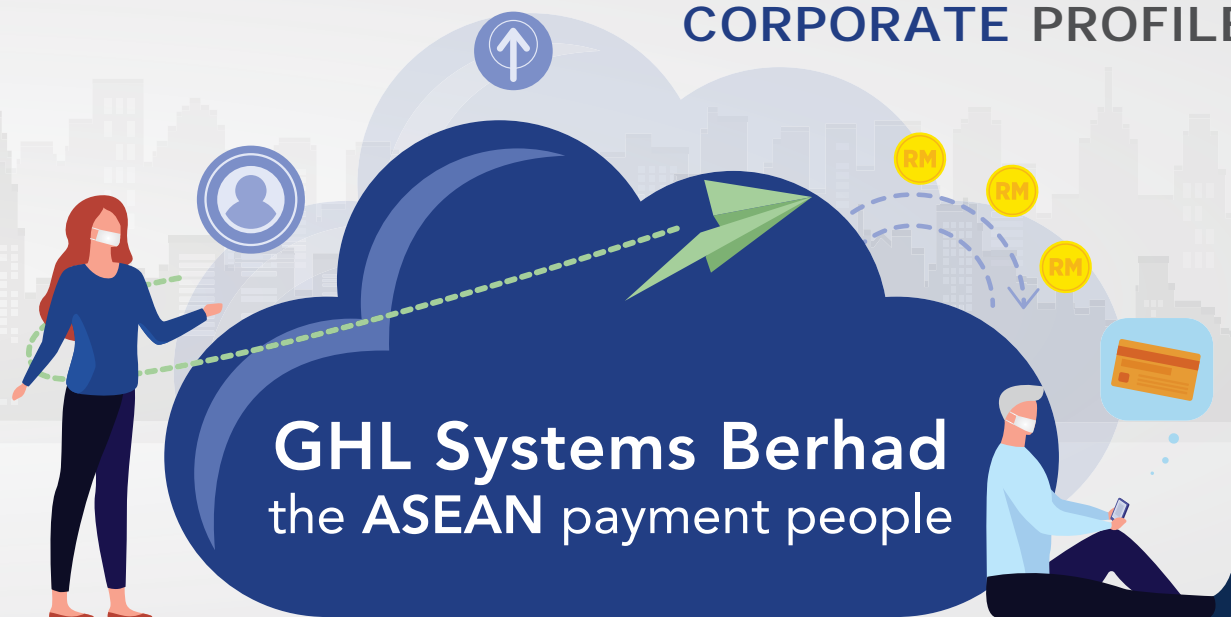 CORPORATE PROFILE
RM
RM
RM
GHL Systems Berhad
the ASEAN payment people